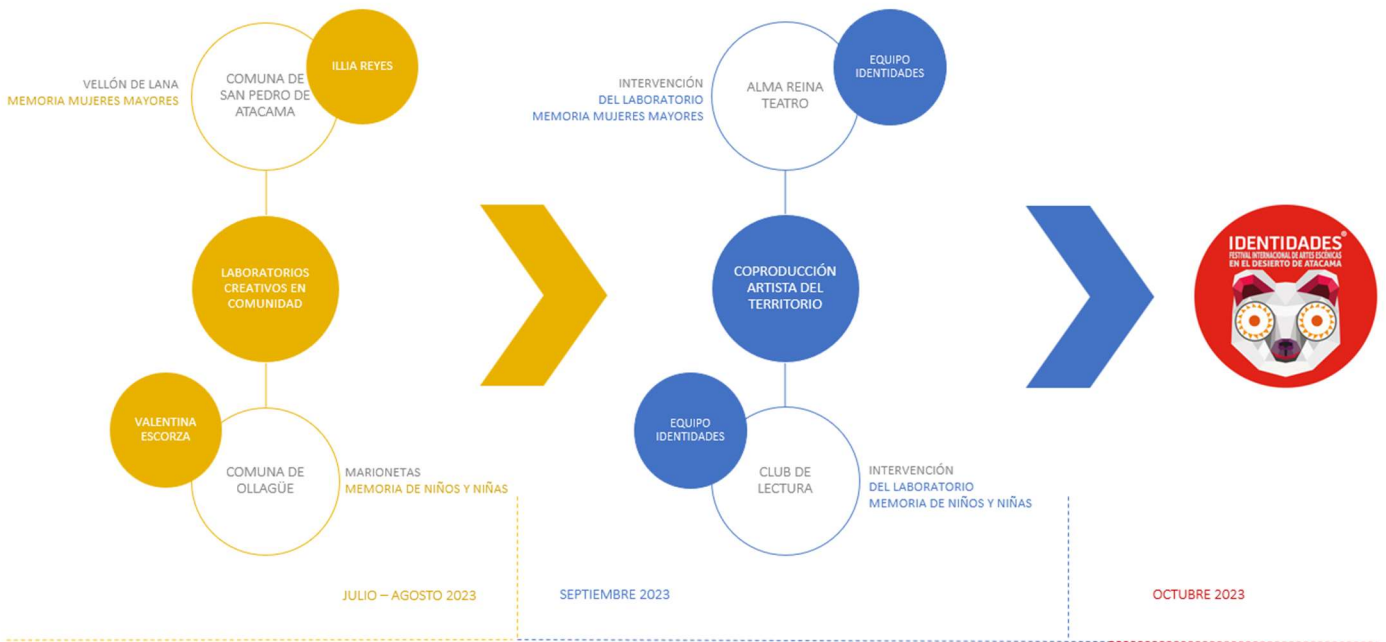 VELLÓN DE LANA
MEMORIA MUJERES MAYORES
COMUNA DE
SAN PEDRO DE
ATACAMA
ILLIA REYES
LABORATORIOS
CREATIVOS EN
COMUNIDAD
VALENTINA
ESCORZA
COMUNA DE
OLLAGÜE
MARIONETAS
MEMORIA DE NIÑOS Y NIÑAS
JULIO – AGOSTO 2023
INTERVENCIÓN
DEL LABORATORIO
MEMORIA MUJERES MAYORES
ALMA REINA
TEATRO
EQUIPO
IDENTIDADES
COPRODUCCIÓN
ARTISTA DEL
TERRITORIO
EQUIPO
IDENTIDADES
CLUB DE
LECTURA
INTERVENCIÓN
DEL LABORATORIO
MEMORIA DE NIÑOS Y NIÑAS
SEPTIEMBRE 2023
IDENTIDADES®
FESTIVAL INTERNACIONAL DE ARTES ESCÉNICAS
EN EL DESIERTO DE ATACAMA
OCTUBRE 2023